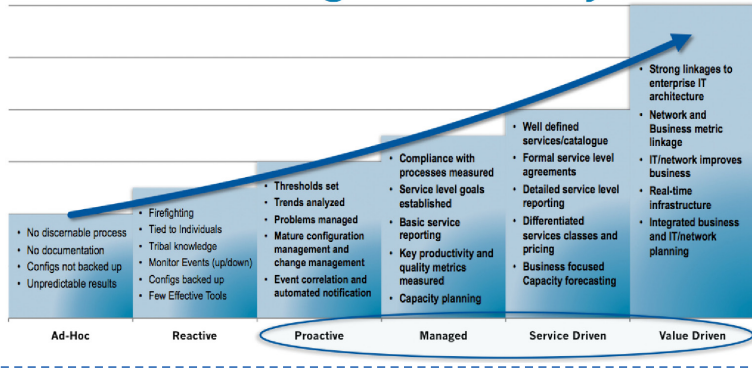 • No discernable process
• No documentation
• Configs not backed up
• Unpredictable results
• Firefighting
• Tied to Individuals
• Tribal knowledge
• Monitor Events (up/down)
• Configs backed up
• Few Effective Tools
• Thresholds set
• Trends analyzed
• Problems managed
• Mature configuration
management and
change management
• Event correlation and
automated notification
• Compliance with
processes measured
• Service level goals
established
• Basic service
reporting
• Key productivity and
quality metrics
measured
• Capacity planning
• Well defined
services/catalogue
• Formal service level
agreements
• Detailed service level
reporting
• Differentiated
services classes and
pricing
• Business focused
Capacity forecasting
• Strong linkages to
enterprise IT
architecture
• Network and
Business metric
linkage
• IT/network improves
business
• Real-time
infrastructure
• Integrated business
and IT/network
planning
Ad-Hoc
Reactive
Proactive
Managed
Service Driven
Value Driven